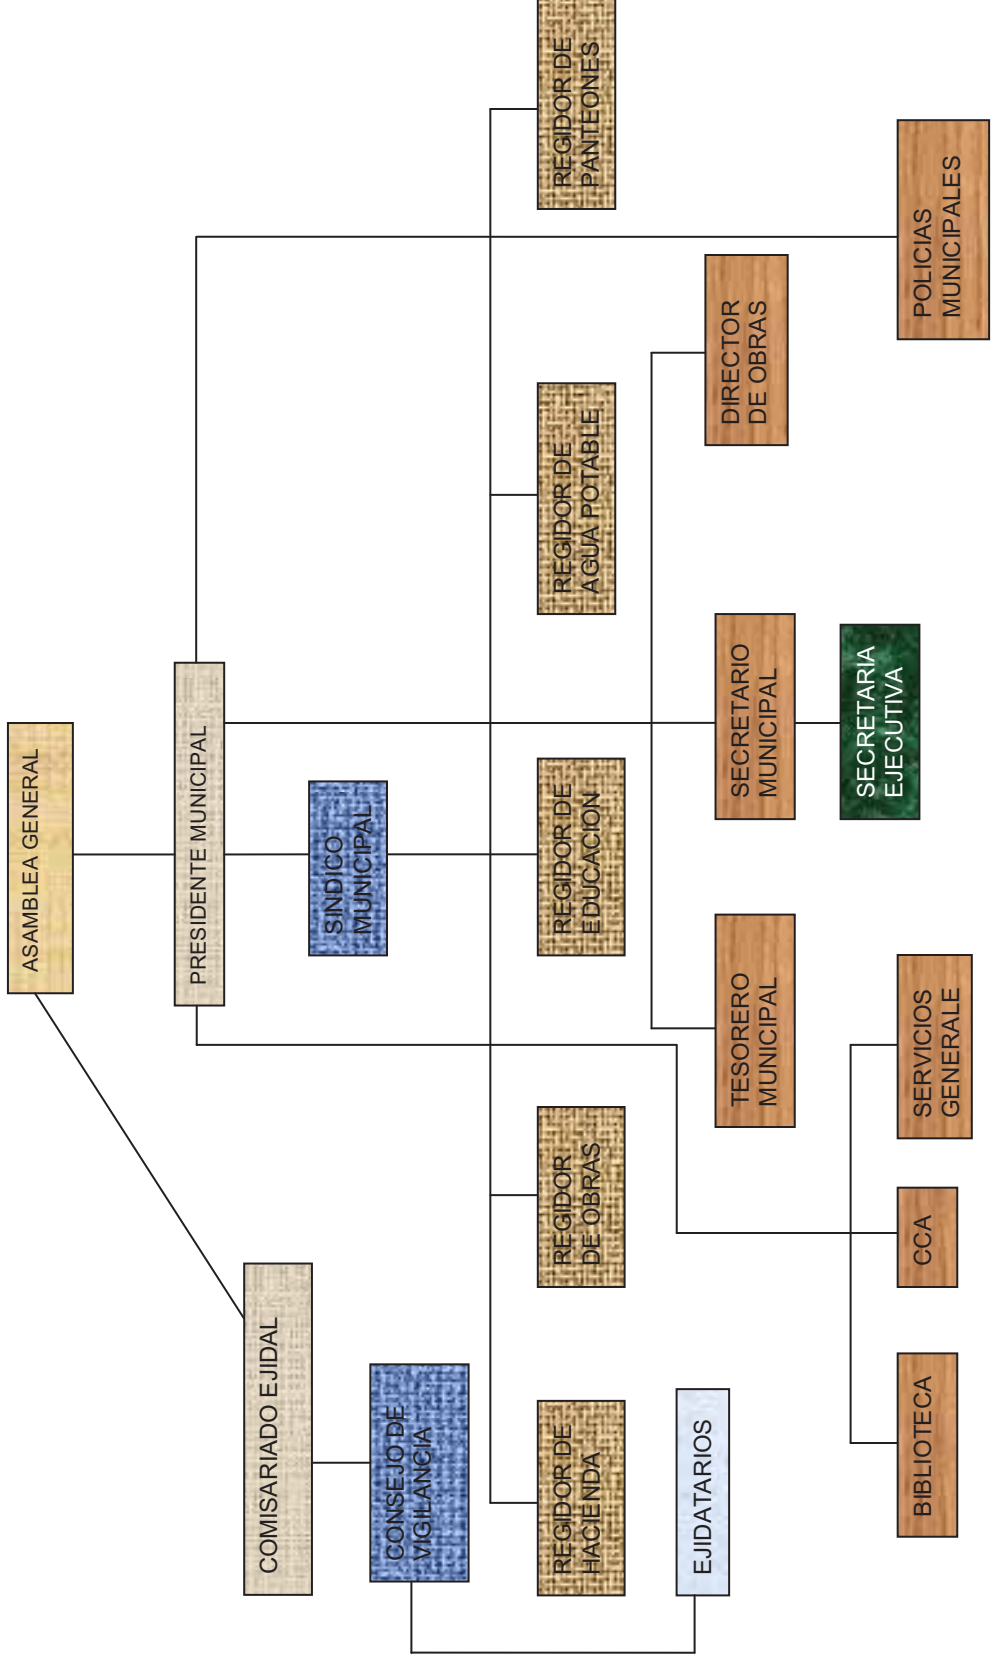 ASAMBLEA GENERAL
PRESIDENTE MUNICIPAL
COMISARIADO EJIDAL
SINDICO
MUNICIPAL
CONSEJO DE
VIGILANCIA
REGIDOR DE
HACIENDA
REGIDOR
DE OBRAS
REGIDOR DE
EDUCACION
REGIDOR DE
AGUA POTABLE
REGIDOR DE
PANTEONES
EJIDATARIOS
TESORERO
MUNICIPAL
SECRETARIO
MUNICIPAL
DIRECTOR
DE OBRAS
SECRETARIA
EJECUTIVA
BIBLIOTECA
CCA
SERVICIOS
GENERALE
POLICIAS
MUNICIPALES